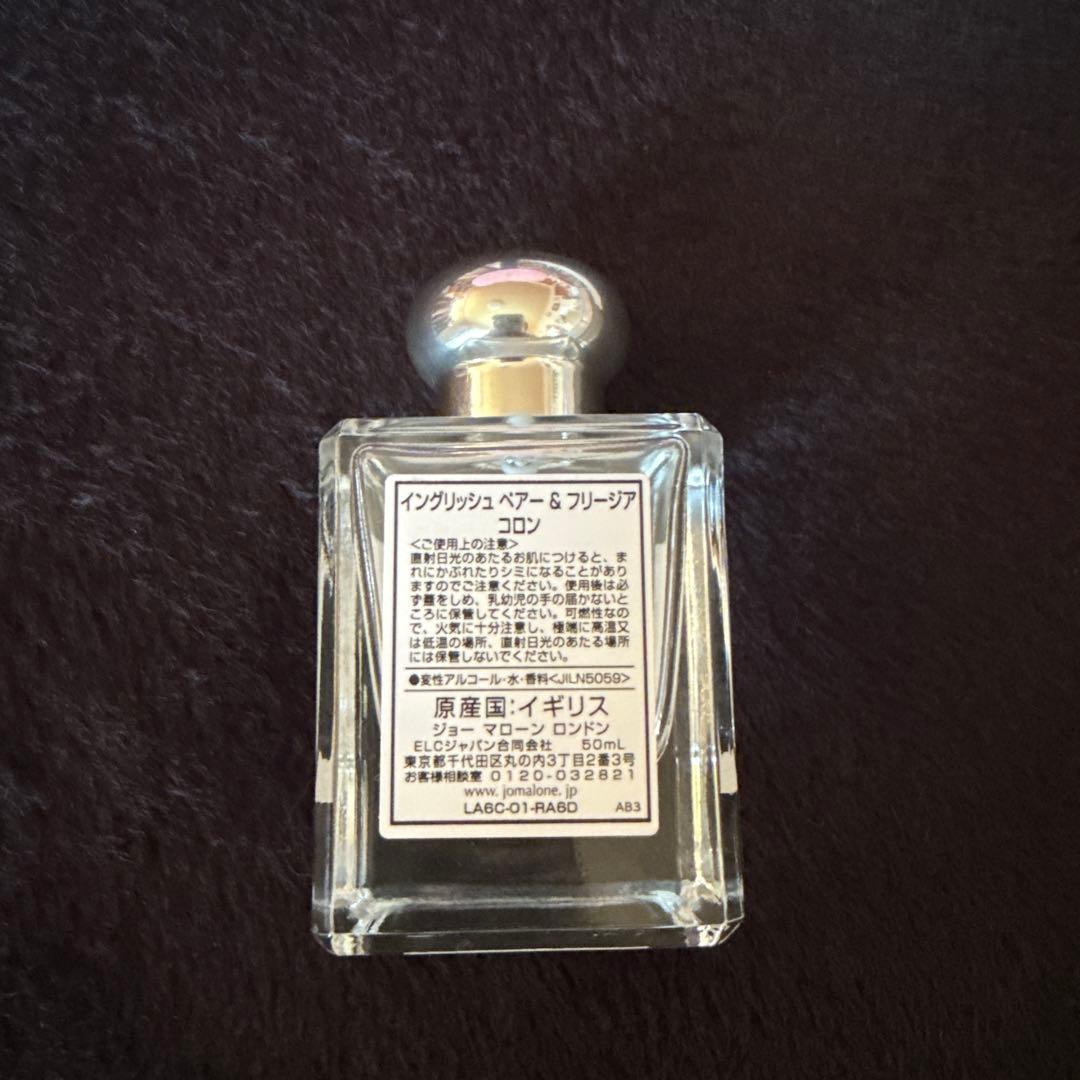 イングリッシュ ペアー & フリージア
コロン
<ご使用上の注意>
直射日光のあたるお肌につけると、ま
れにかぶれたりシミになることがあり
ますのでご注意ください。使用後は必
ず蓋をしめ、乳幼児の手の届かないと
ころに保管してください。可燃性なの
で、火気に十分注意し、極端に高温又
は低温の場所、直射日光のあたる場所
には保管しないでください。
●変性アルコール・水・香料<JILN5059>
原産国:イギリス
ジョー マローン ロンドン
ELCジャパン合同会社 50mL
東京都千代田区丸の内3丁目2番3号
お客様相談室 0120-032821
www. jomalone. jp
LA6C-01-RA6D AB3